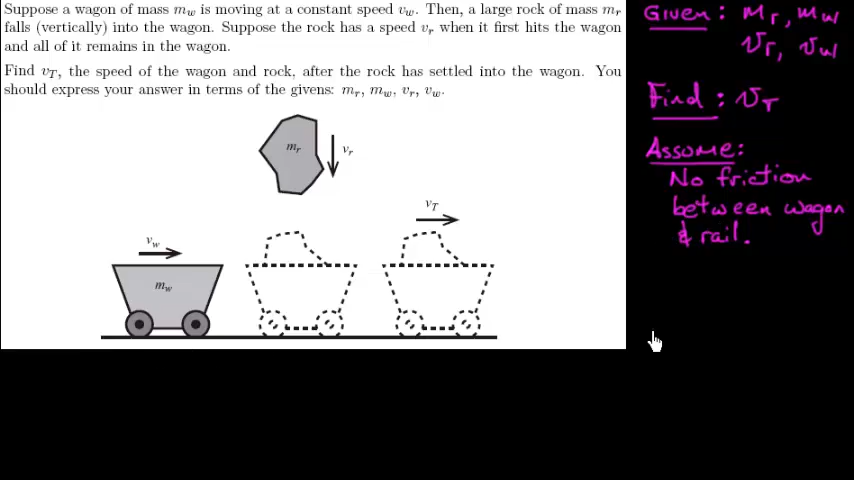 Suppose a wagon of mass m_w is moving at a constant speed v_w. Then, a large rock of mass m_r
falls (vertically) into the wagon. Suppose the rock has a speed v_r when it first hits the wagon
and all of it remains in the wagon.
Find v_T, the speed of the wagon and rock, after the rock has settled into the wagon. You
should express your answer in terms of the givens: m_r, m_w, v_r, v_w.
m_r
v_r
v_T
v_w
m_w
Given: m_r, m_w
v_r, v_w
Find: v_T
Assume:
No friction
between wagon
& rail.